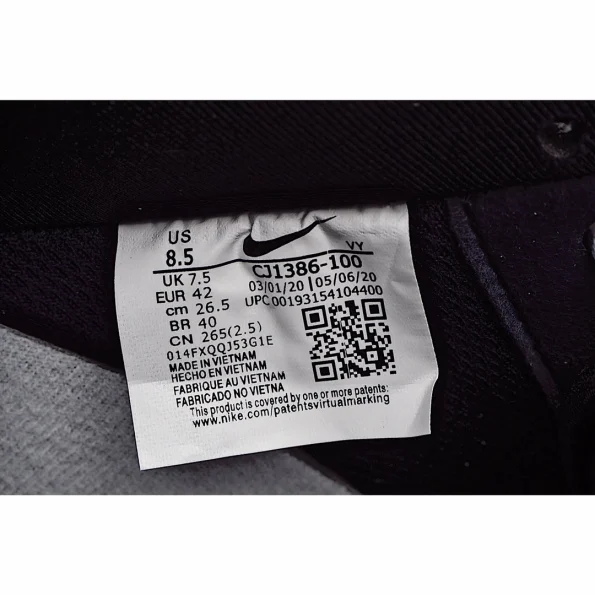 US
8.5
VY
UK 7.5
CJ1386-100
EUR 42
03/01/20 | 05/06/20
cm 26.5
UPC00193154104400
BR 40
CN 265(2.5)
014FXQQJ53G1E
MADE IN VIETNAM
HECHO EN VIETNAM
FABRIQUE AU VIETNAM
FABRICADO NO VIETNA
This product is covered by one or more patents:
www.nike.com/patentsvirtualmarking